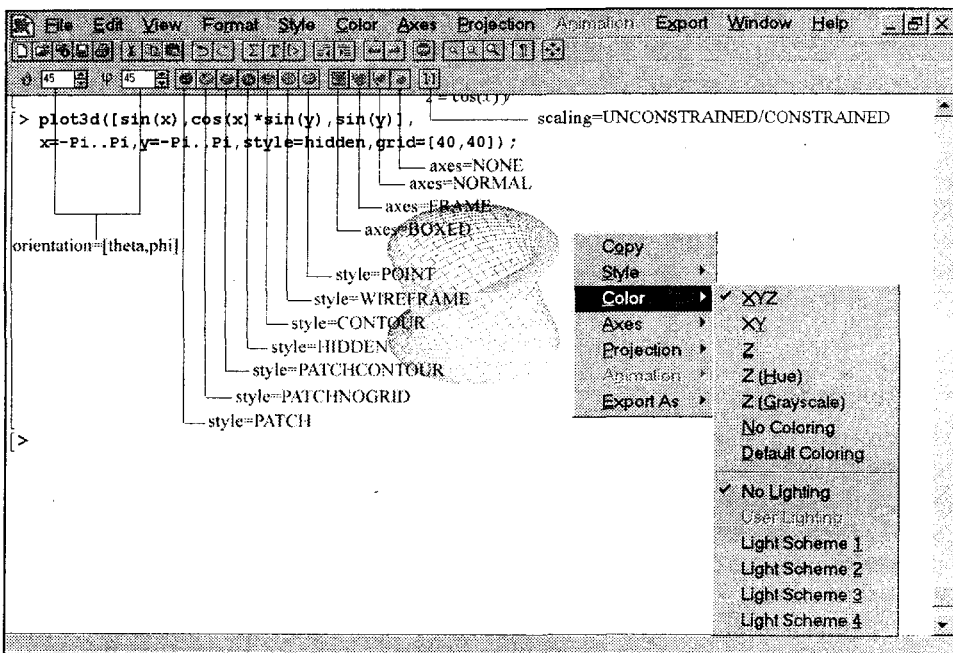 File Edit View Format Style Color Axes Projection Animation Export Window Help
ϑ 45 φ 45 1:1
z = cos(x)y
[> plot3d([sin(x),cos(x)*sin(y),sin(y)],
x=-Pi..Pi,y=-Pi..Pi,style=hidden,grid=[40,40]);
scaling=UNCONSTRAINED/CONSTRAINED
axes=NONE
axes=NORMAL
axes=FRAME
axes=BOXED
orientation=[theta,phi]
style=POINT
style=WIREFRAME
style=CONTOUR
style=HIDDEN
style=PATCHCONTOUR
style=PATCHNOGRID
style=PATCH
[>
Copy
Style
Color
Axes
Projection
Animation
Export As
XYZ
XY
Z
Z (Hue)
Z (Grayscale)
No Coloring
Default Coloring
No Lighting
User Lighting
Light Scheme 1
Light Scheme 2
Light Scheme 3
Light Scheme 4